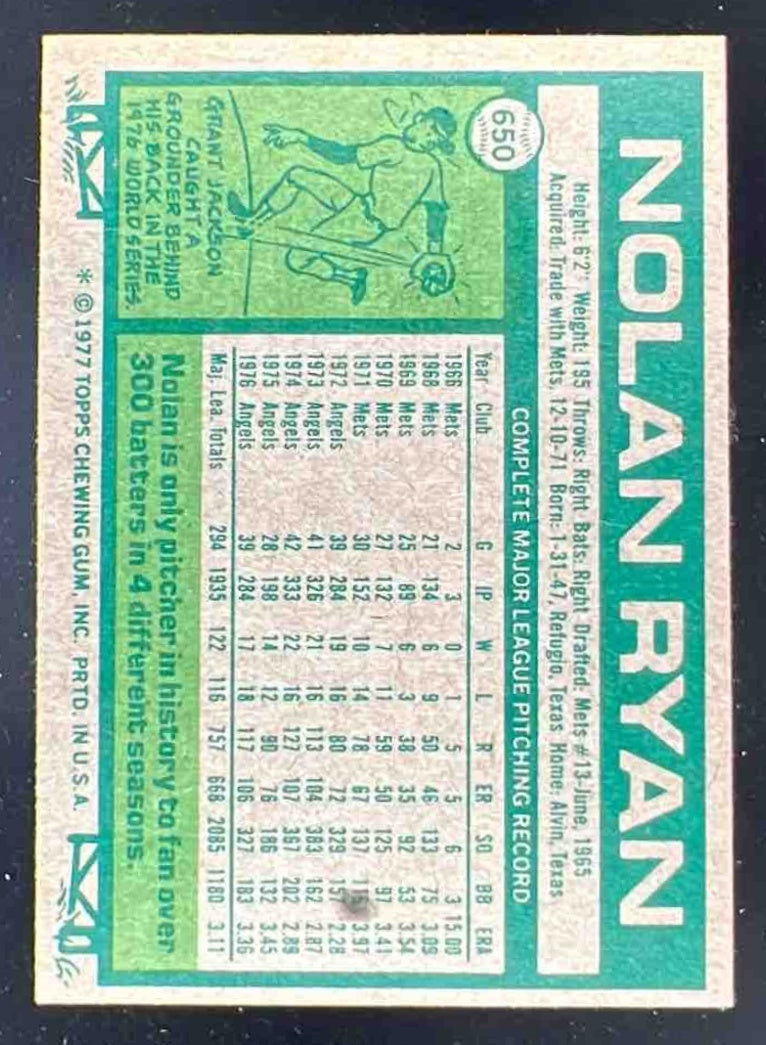 NOLAN RYAN
650
Height: 6'2" Weight: 195 Throws: Right Bats: Right Drafted: Mets #13-June, 1965
Acquired: Trade with Mets, 12-10-71 Born: 1-31-47, Refugio, Texas Home: Alvin, Texas
COMPLETE MAJOR LEAGUE PITCHING RECORD
Year Club G IP W L R ER SO BB ERA
1966 Mets 2 3 0 1 5 5 6 3 15.00
1968 Mets 21 134 6 9 50 46 133 75 3.09
1969 Mets 25 89 6 3 38 35 92 53 3.54
1970 Mets 27 132 7 11 59 50 125 97 3.41
1971 Mets 30 152 10 14 78 67 137 3.97
1972 Angels 39 284 19 16 80 72 329 157 2.28
1973 Angels 41 326 21 16 113 104 383 162 2.87
1974 Angels 42 333 22 16 127 107 367 202 2.89
1975 Angels 28 198 14 12 90 76 186 132 3.45
1976 Angels 39 284 17 18 117 106 327 183 3.36
Maj. Lea. Totals 294 1935 122 116 757 668 2085 1180 3.11
GRANT JACKSON
CAUGHT A
GROUNDER BEHIND
HIS BACK IN THE
1976 WORLD SERIES.
Nolan is only pitcher in history to fan over
300 batters in 4 different seasons.
* © 1977 TOPPS CHEWING GUM, INC. PRTD. IN U.S.A.